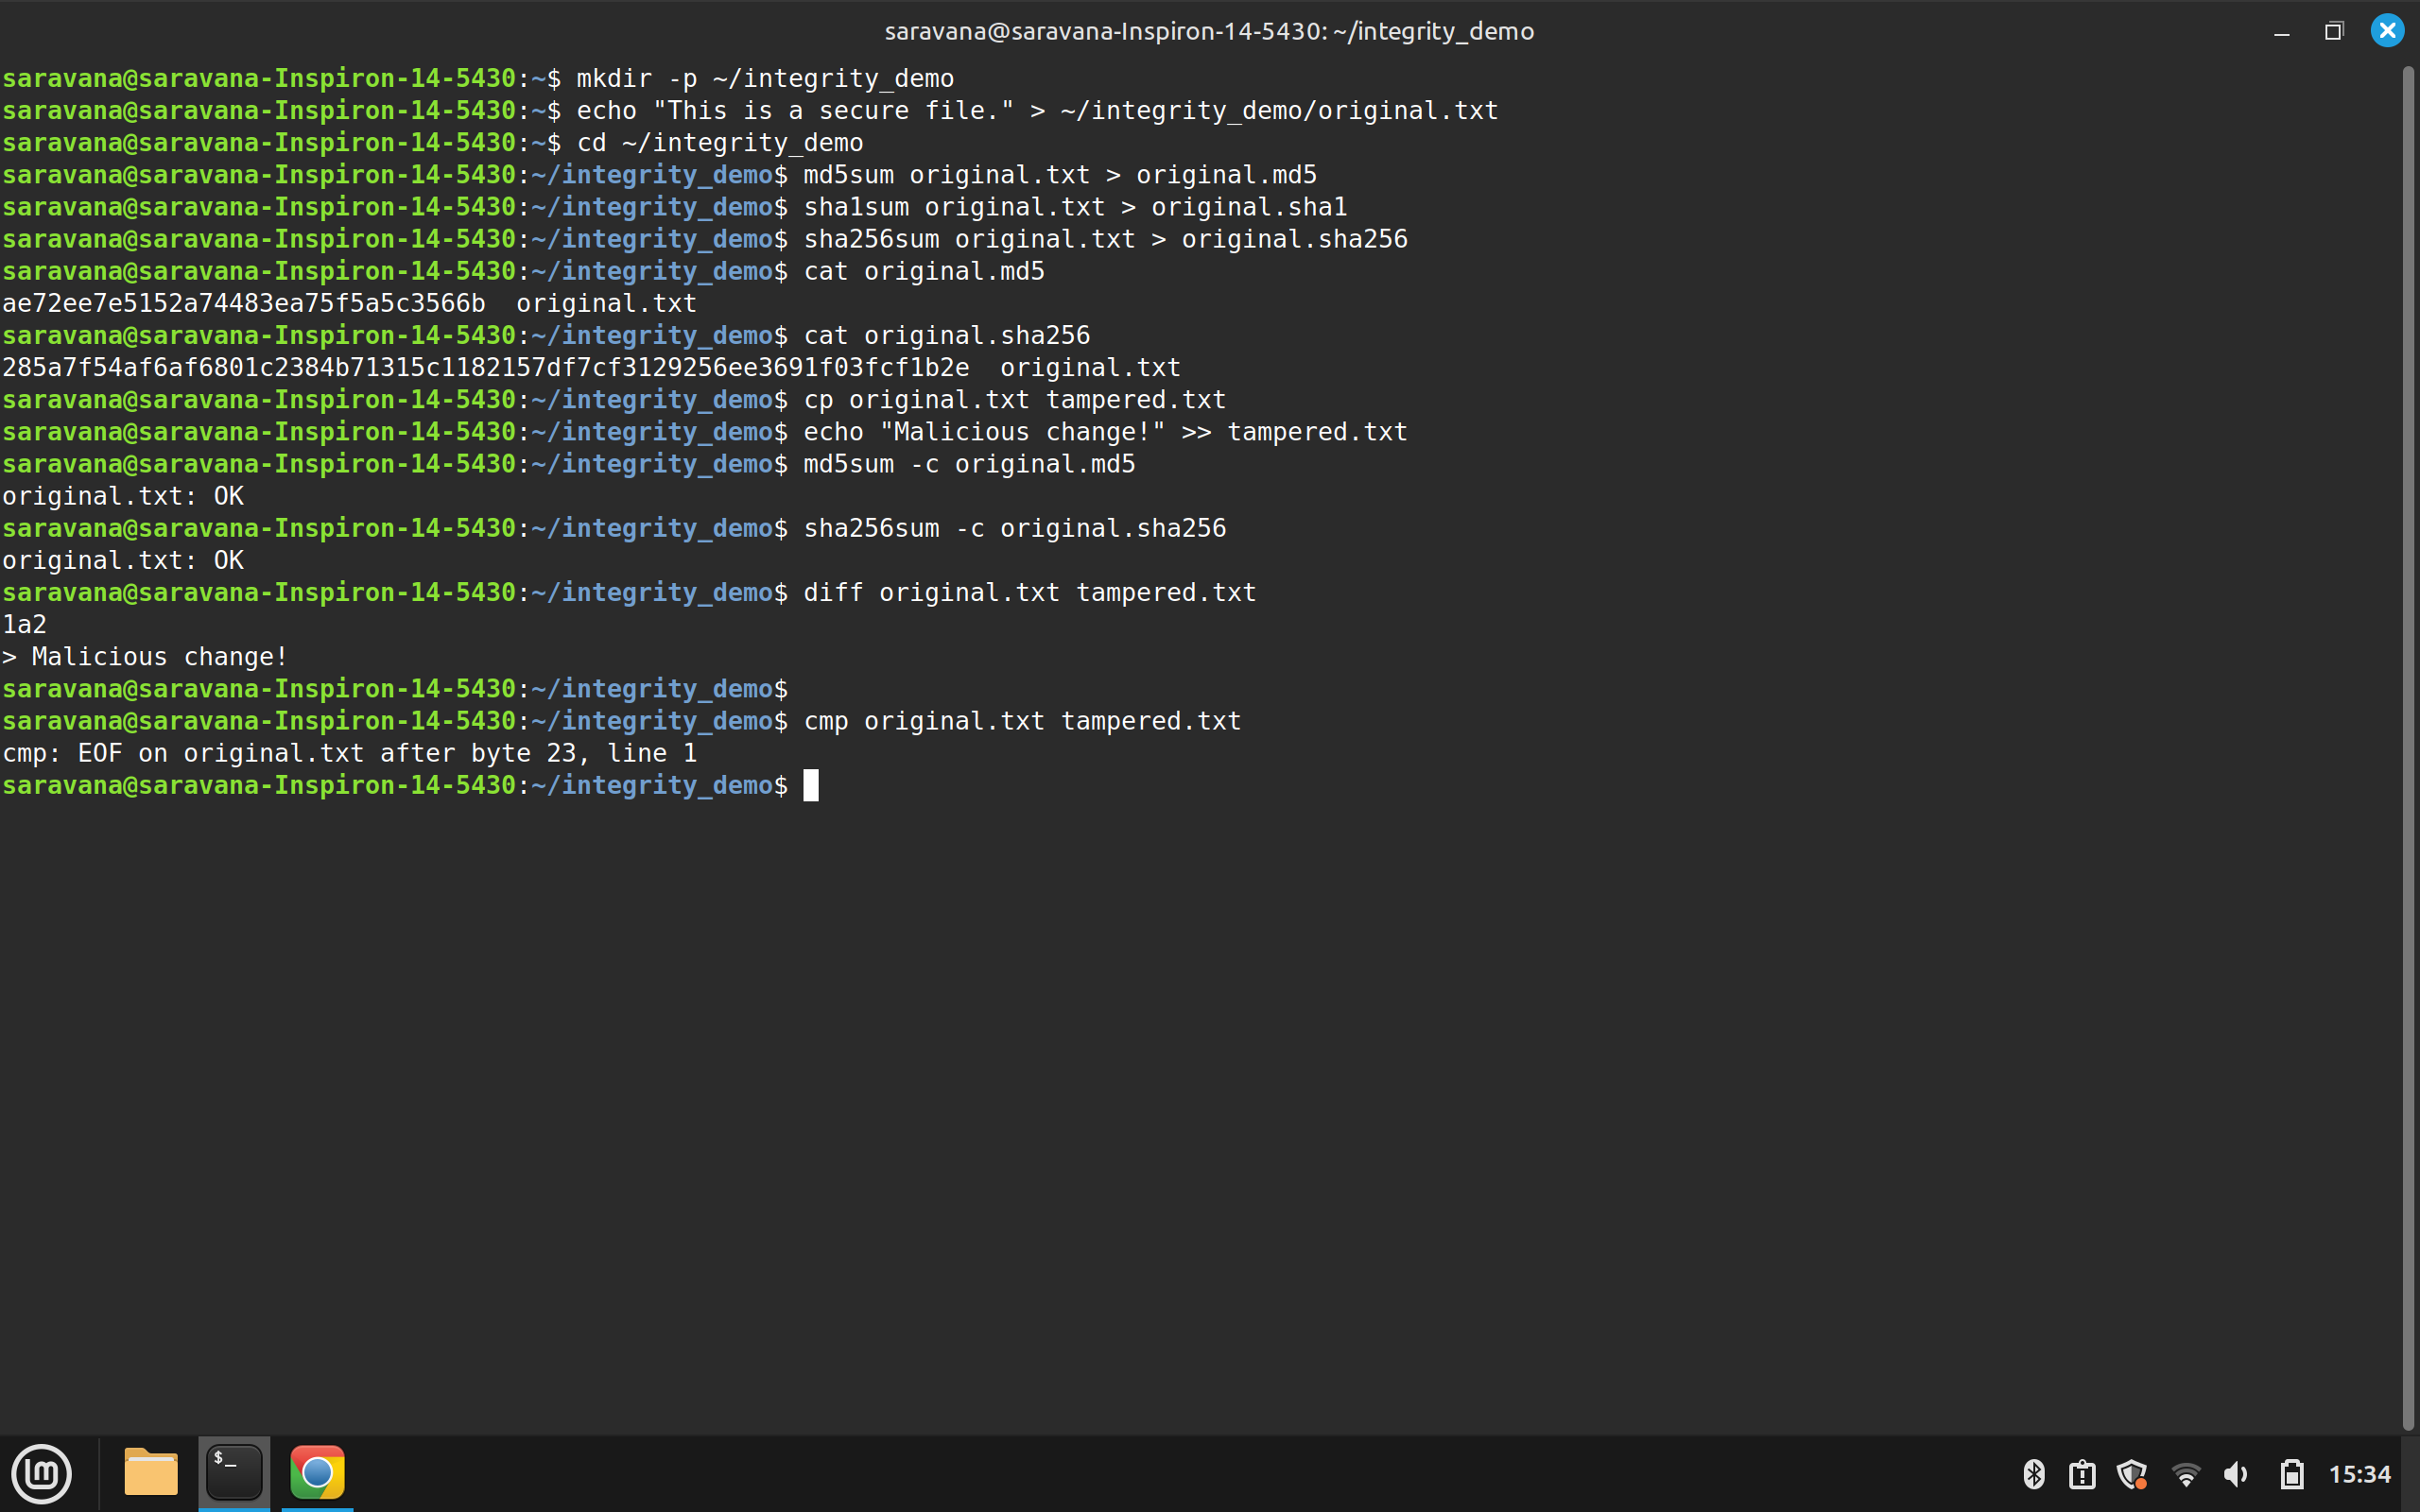 saravana@saravana-Inspiron-14-5430: ~/integrity_demo
saravana@saravana-Inspiron-14-5430:~$ mkdir -p ~/integrity_demo
saravana@saravana-Inspiron-14-5430:~$ echo "This is a secure file." > ~/integrity_demo/original.txt
saravana@saravana-Inspiron-14-5430:~$ cd ~/integrity_demo
saravana@saravana-Inspiron-14-5430:~/integrity_demo$ md5sum original.txt > original.md5
saravana@saravana-Inspiron-14-5430:~/integrity_demo$ sha1sum original.txt > original.sha1
saravana@saravana-Inspiron-14-5430:~/integrity_demo$ sha256sum original.txt > original.sha256
saravana@saravana-Inspiron-14-5430:~/integrity_demo$ cat original.md5
ae72ee7e5152a74483ea75f5a5c3566b  original.txt
saravana@saravana-Inspiron-14-5430:~/integrity_demo$ cat original.sha256
285a7f54af6af6801c2384b71315c1182157df7cf3129256ee3691f03fcf1b2e  original.txt
saravana@saravana-Inspiron-14-5430:~/integrity_demo$ cp original.txt tampered.txt
saravana@saravana-Inspiron-14-5430:~/integrity_demo$ echo "Malicious change!" >> tampered.txt
saravana@saravana-Inspiron-14-5430:~/integrity_demo$ md5sum -c original.md5
original.txt: OK
saravana@saravana-Inspiron-14-5430:~/integrity_demo$ sha256sum -c original.sha256
original.txt: OK
saravana@saravana-Inspiron-14-5430:~/integrity_demo$ diff original.txt tampered.txt
1a2
> Malicious change!
saravana@saravana-Inspiron-14-5430:~/integrity_demo$
saravana@saravana-Inspiron-14-5430:~/integrity_demo$ cmp original.txt tampered.txt
cmp: EOF on original.txt after byte 23, line 1
saravana@saravana-Inspiron-14-5430:~/integrity_demo$
$_
15:34